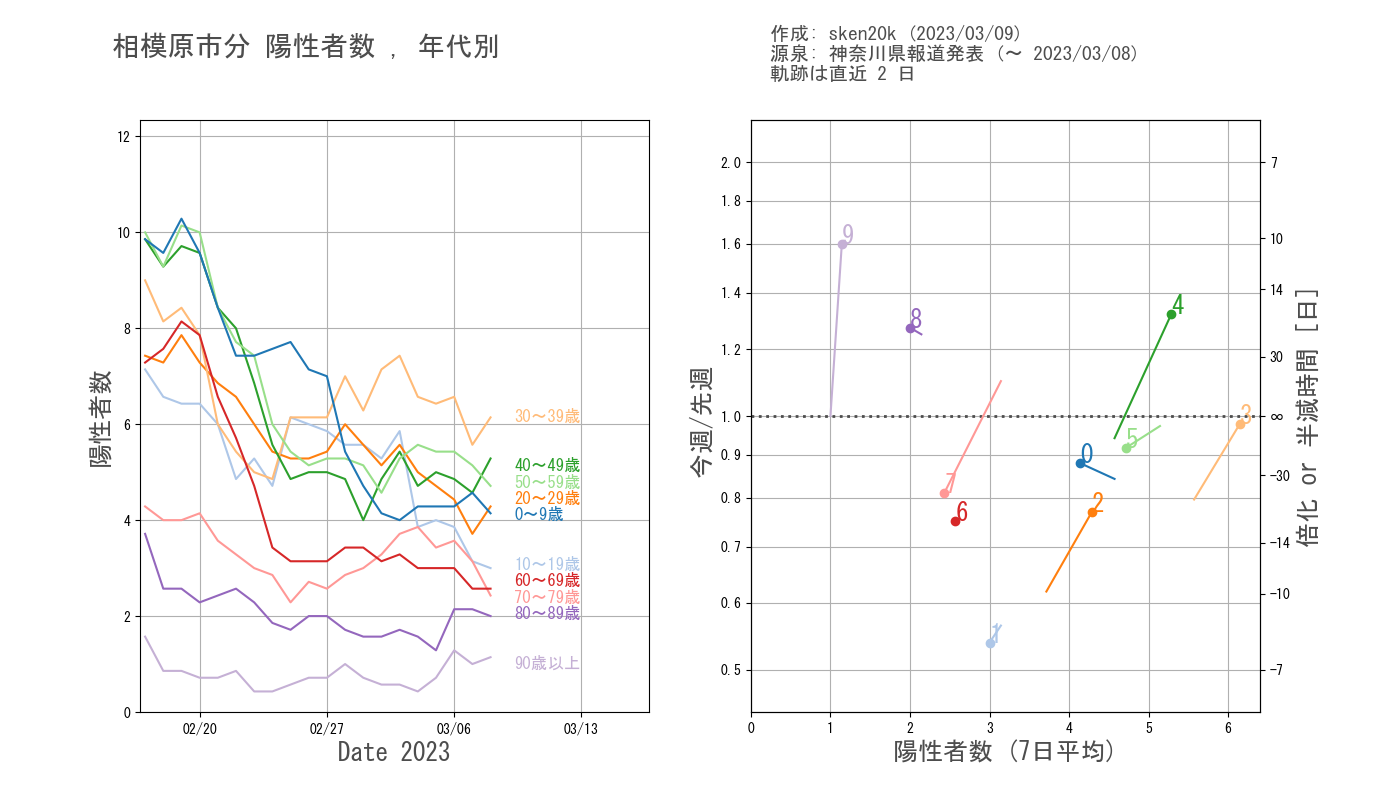 相模原市分 陽性者数 , 年代別
作成: sken20k (2023/03/09)
源泉: 神奈川県報道発表 (〜 2023/03/08)
軌跡は直近 2 日
陽性者数
12
10
8
6
4
2
0
02/20
02/27
03/06
03/13
Date 2023
30〜39歳
40〜49歳
50〜59歳
20〜29歳
0〜9歳
10〜19歳
60〜69歳
70〜79歳
80〜89歳
90歳以上
今週/先週
2.0
1.8
1.6
1.4
1.2
1.0
0.9
0.8
0.7
0.6
0.5
9
8
4
3
5
0
7
2
6
1
0
1
2
3
4
5
6
陽性者数 (7日平均)
7
10
14
30
∞
-30
-14
-10
-7
倍化 or 半減時間 [日]